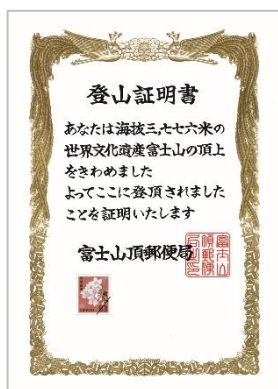 登山証明書
あなたは海抜三,七七六米の
世界文化遺産富士山の頂上
をきわめました
よってここに登頂されました
ことを証明いたします
富士山頂郵便局